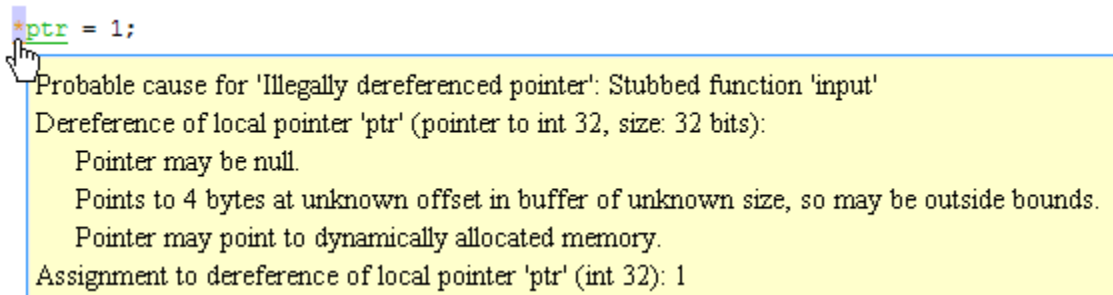 *ptr = 1;
Probable cause for 'Illegally dereferenced pointer': Stubbed function 'input'
Dereference of local pointer 'ptr' (pointer to int 32, size: 32 bits):
Pointer may be null.
Points to 4 bytes at unknown offset in buffer of unknown size, so may be outside bounds.
Pointer may point to dynamically allocated memory.
Assignment to dereference of local pointer 'ptr' (int 32): 1